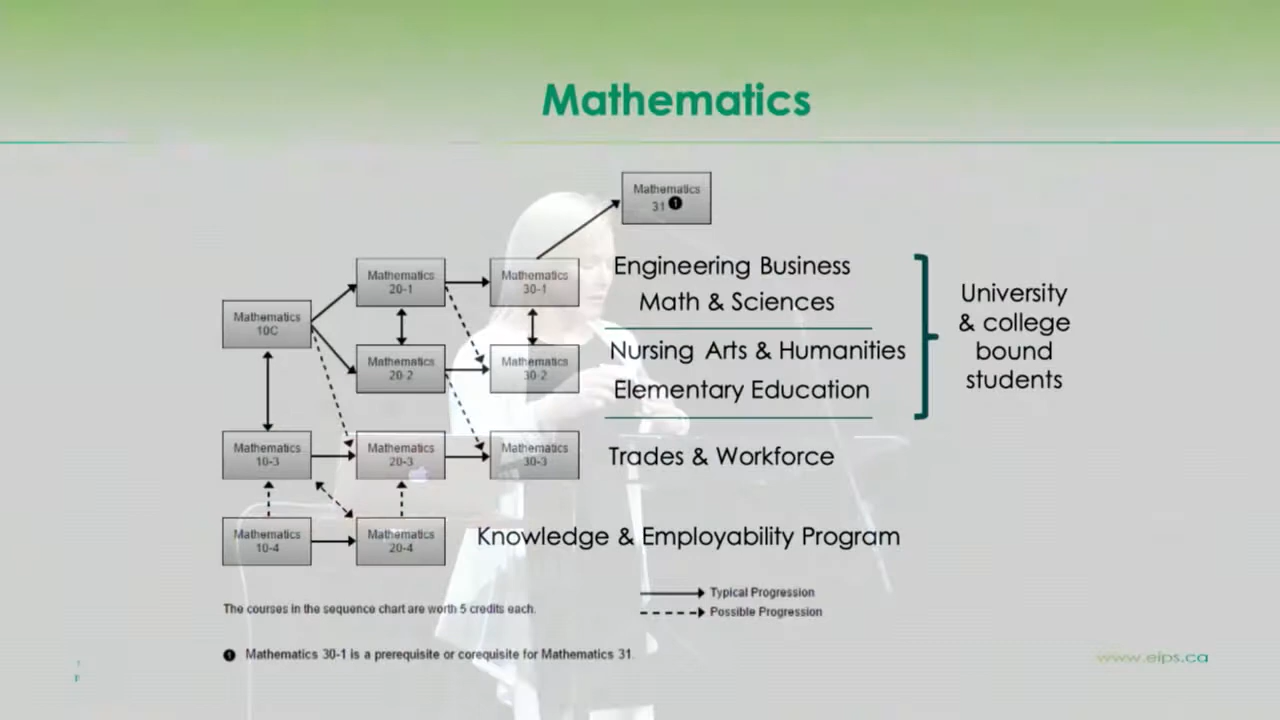 Mathematics
Mathematics
31 ❶
Engineering Business
Math & Sciences
Mathematics
20-1
Mathematics
30-1
Mathematics
10C
University
& college
bound
students
Nursing Arts & Humanities
Elementary Education
Mathematics
20-2
Mathematics
30-2
Mathematics
10-3
Mathematics
20-3
Mathematics
30-3
Trades & Workforce
Mathematics
10-4
Mathematics
20-4
Knowledge & Employability Program
Typical Progression
Possible Progression
The courses in the sequence chart are worth 5 credits each.
❶ Mathematics 30-1 is a prerequisite or corequisite for Mathematics 31.
www.eips.ca